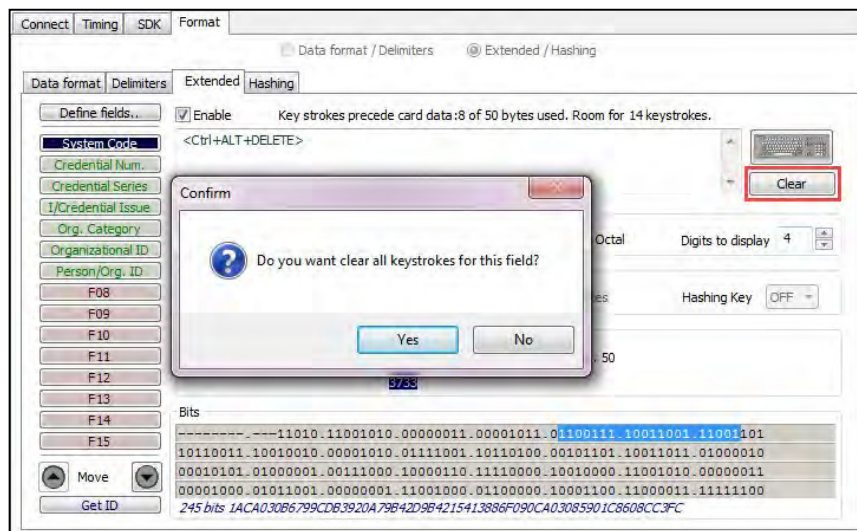 Connect Timing SDK Format
Data format / Delimiters Extended / Hashing
Data format Delimiters Extended Hashing
Define fields..
Enable Key strokes precede card data:8 of 50 bytes used. Room for 14 keystrokes.
System Code
<Ctrl+ALT+DELETE>
Credential Num.
Credential Series
Clear
I/Credential Issue
Org. Category
Organizational ID
Person/Org. ID
Confirm
Do you want clear all keystrokes for this field?
Yes No
Octal Digits to display 4
Hashing Key OFF
. 50
3733
F08
F09
F10
F11
F12
F13
F14
F15
Move
Get ID
Bits
--------.---11010.11001010.00000011.00001011.01100111.10011001.11001101
10110011.10010010.00001010.01111001.10110100.00101101.10011011.01000010
00010101.01000001.00111000.10000110.11110000.10010000.11001010.00000011
00001000.01011001.00000001.11001000.01100000.10001100.11000011.11111100
245 bits 1ACA030B6799CDB3920A79B42D9B4215413886F090CA03085901C8608CC3FC